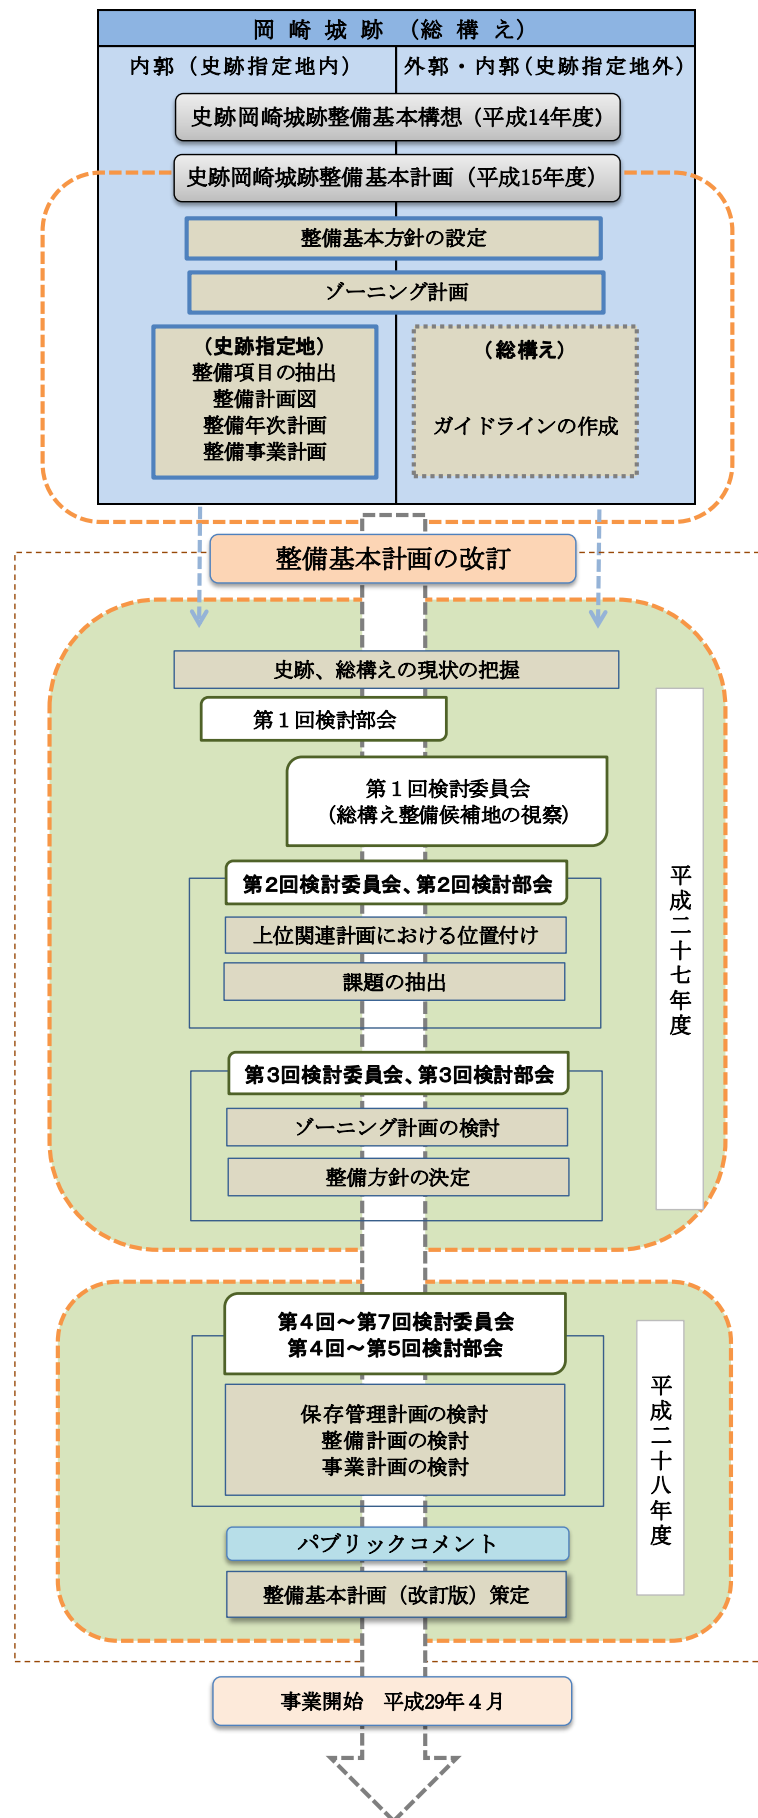 岡崎城跡（総構え）
内郭（史跡指定地内）
外郭・内郭（史跡指定地外）
史跡岡崎城跡整備基本構想（平成14年度）
史跡岡崎城跡整備基本計画（平成15年度）
整備基本方針の設定
ゾーニング計画
（史跡指定地）
整備項目の抽出
整備計画図
整備年次計画
整備事業計画
（総構え）
ガイドラインの作成
整備基本計画の改訂
史跡、総構えの現状の把握
第１回検討部会
第１回検討委員会
（総構え整備候補地の視察）
第２回検討委員会、第２回検討部会
上位関連計画における位置付け
課題の抽出
第３回検討委員会、第３回検討部会
ゾーニング計画の検討
整備方針の決定
平成二十七年度
第４回～第７回検討委員会
第４回～第５回検討部会
保存管理計画の検討
整備計画の検討
事業計画の検討
パブリックコメント
整備基本計画（改訂版）策定
平成二十八年度
事業開始　平成29年４月